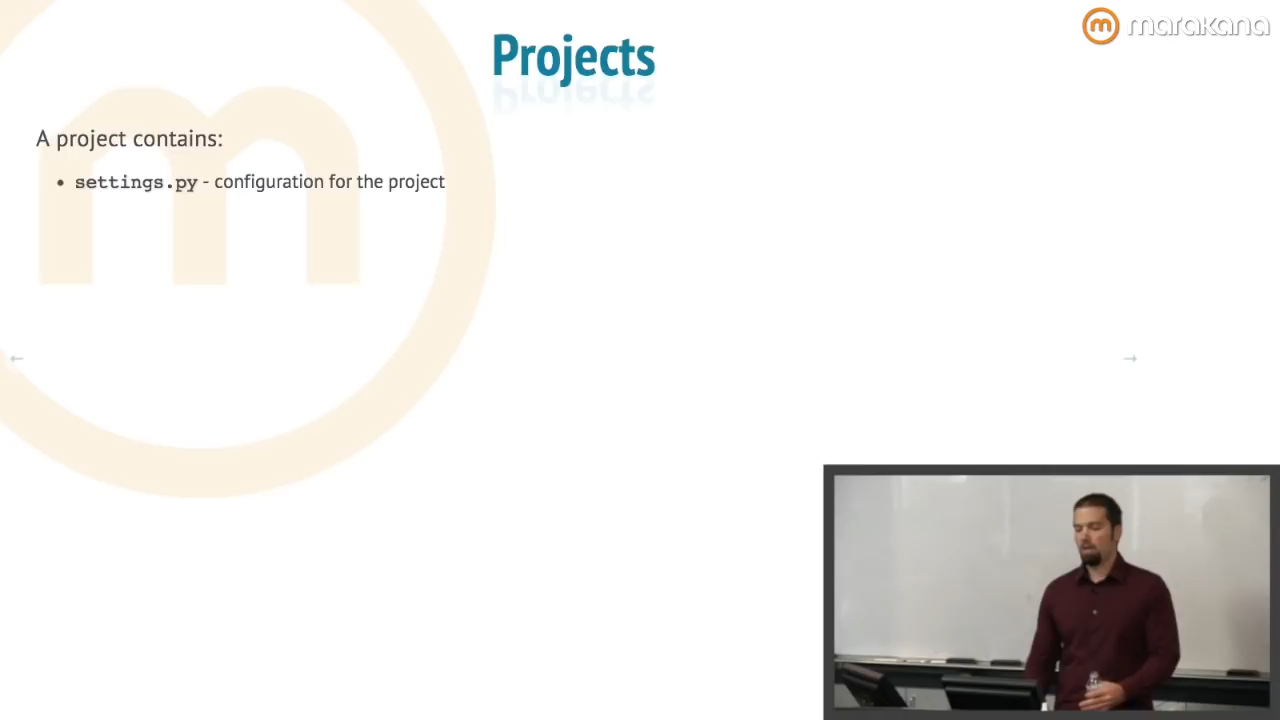 Projects
marakana
A project contains:
• settings.py - configuration for the project